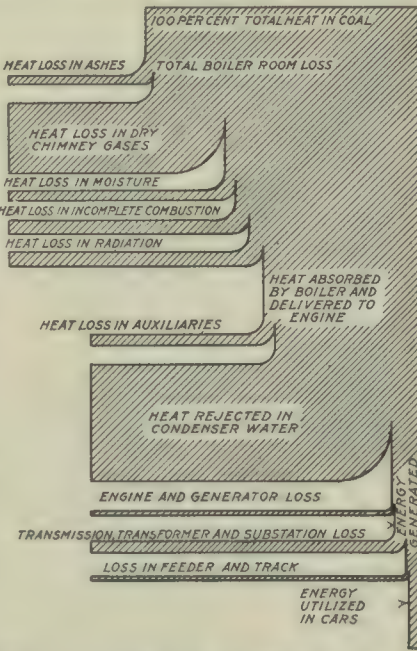 100 PER CENT TOTAL HEAT IN COAL
HEAT LOSS IN ASHES
TOTAL BOILER ROOM LOSS
HEAT LOSS IN DRY
CHIMNEY GASES
HEAT LOSS IN MOISTURE
HEAT LOSS IN INCOMPLETE COMBUSTION
HEAT LOSS IN RADIATION
HEAT ABSORBED
BY BOILER AND
DELIVERED TO
ENGINE
HEAT LOSS IN AUXILIARIES
HEAT REJECTED IN
CONDENSER WATER
ENERGY
GENERATED
ENGINE AND GENERATOR LOSS
TRANSMISSION, TRANSFORMER AND SUBSTATION LOSS
LOSS IN FEEDER AND TRACK
ENERGY
UTILIZED
IN CARS